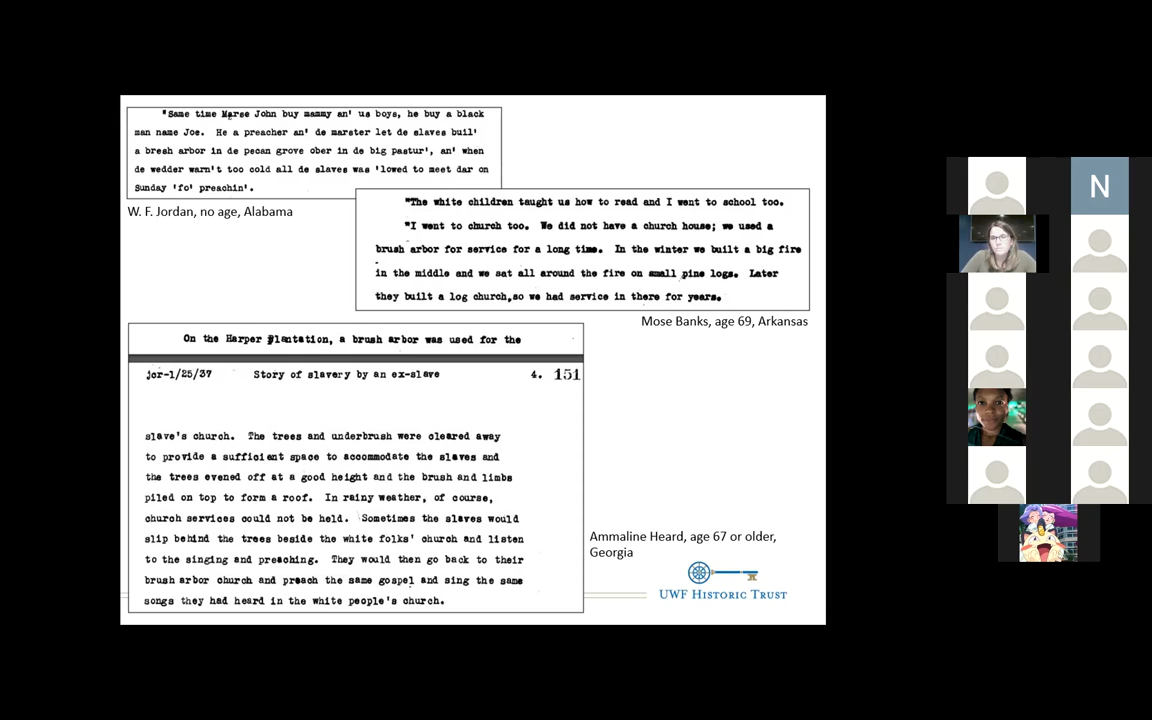 "Same time Marse John buy mammy an' us boys, he buy a black
man name Joe. He a preacher an' de marster let de slaves buil'
a bresh arbor in de pecan grove ober in de big pastur', an' when
de wedder warn't too cold all de slaves was 'lowed to meet dar on
Sunday 'fo' preachin'.
W. F. Jordan, no age, Alabama
"The white children taught us how to read and I went to school too.
"I went to church too. We did not have a church house; we used a
brush arbor for service for a long time. In the winter we built a big fire
in the middle and we sat all around the fire on small pine logs. Later
they built a log church,so we had service in there for years.
Mose Banks, age 69, Arkansas
On the Harper plantation, a brush arbor was used for the
jcr-1/25/37 Story of slavery by an ex-slave 4. 151
slave's church. The trees and underbrush were cleared away
to provide a sufficient space to accommodate the slaves and
the trees evened off at a good height and the brush and limbs
piled on top to form a roof. In rainy weather, of course,
church services could not be held. Sometimes the slaves would
slip behind the trees beside the white folks' church and listen
to the singing and preaching. They would then go back to their
brush arbor church and preach the same gospel and sing the same
songs they had heard in the white people's church.
Ammaline Heard, age 67 or older,
Georgia
UWF HISTORIC TRUST
N